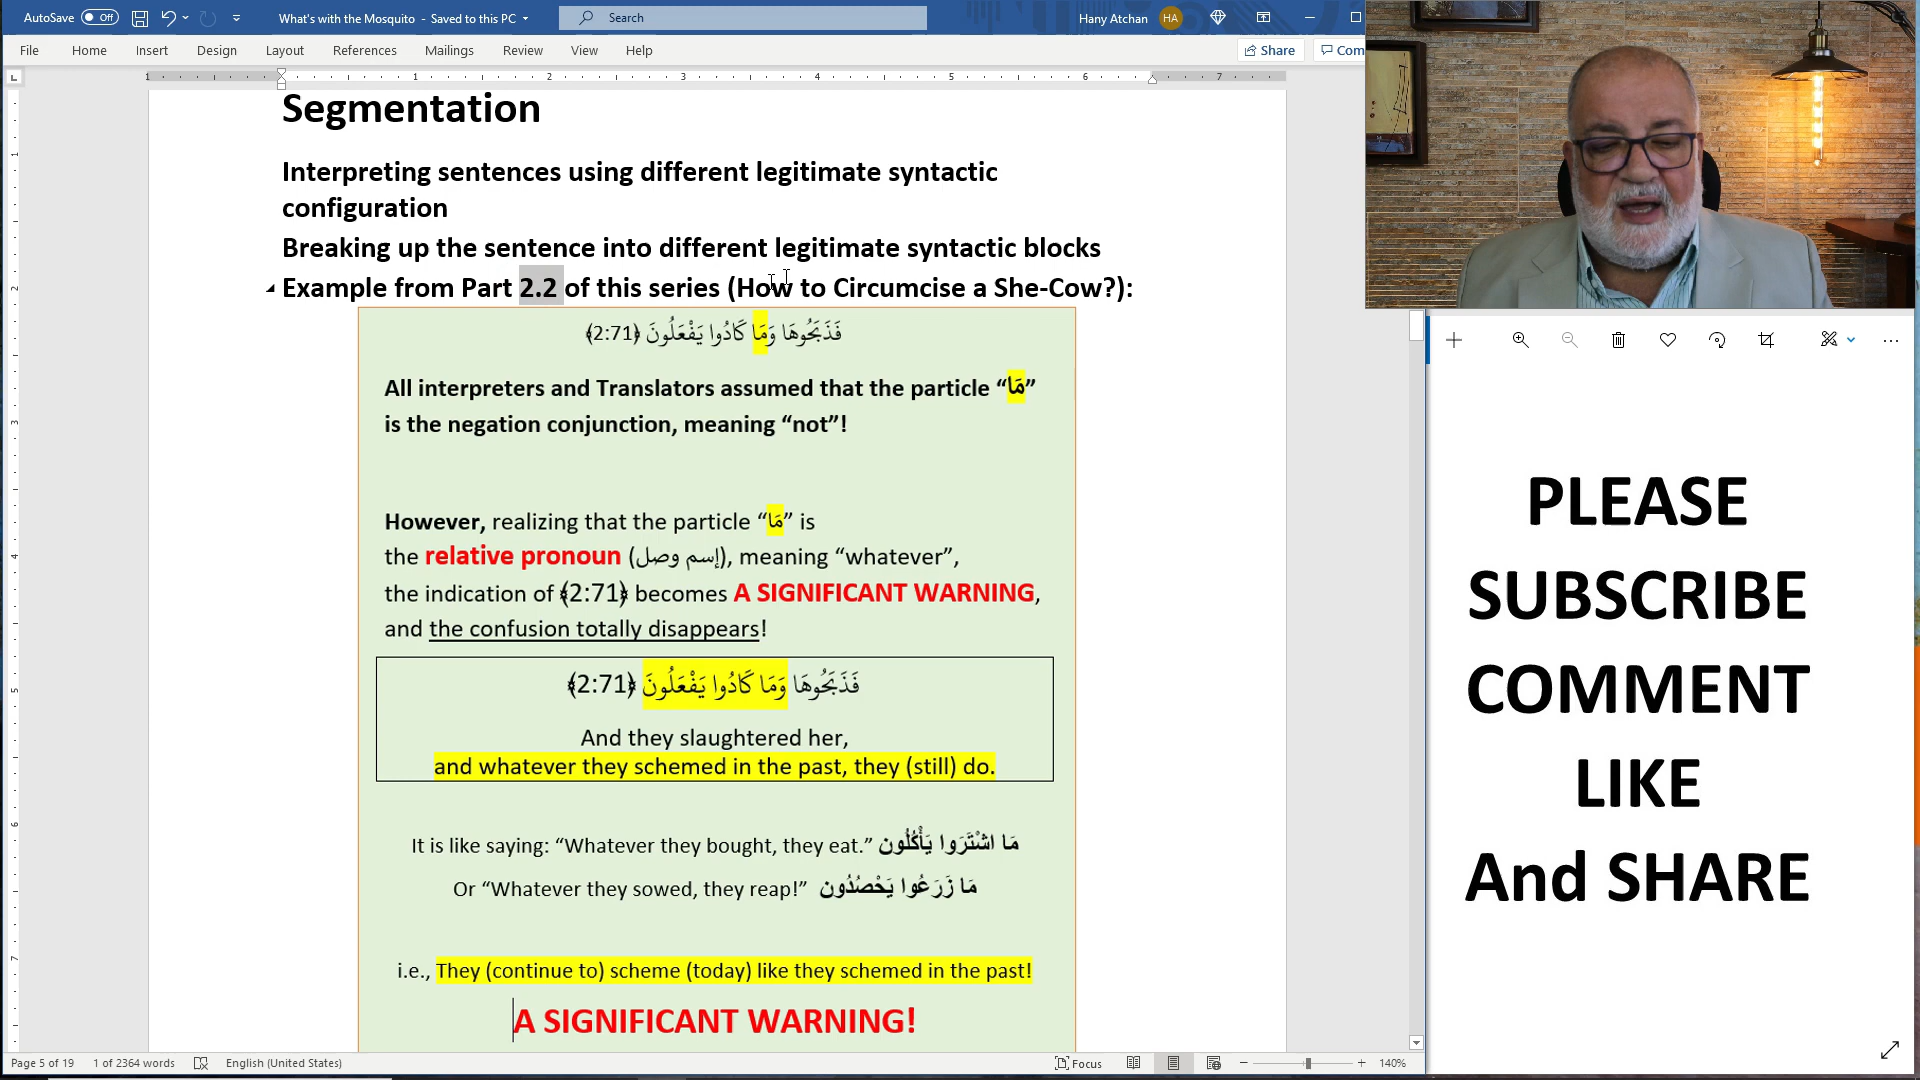 AutoSave Off What's with the Mosquito - Saved to this PC Search Hany Atchan HA
File Home Insert Design Layout References Mailings Review View Help Share Com
1 1 2 3 4 5 6 7
Segmentation
Interpreting sentences using different legitimate syntactic
configuration
Breaking up the sentence into different legitimate syntactic blocks
Example from Part 2.2 of this series (How to Circumcise a She-Cow?):
فَذَبَحُوهَا وَمَا كَادُوا يَفْعَلُونَ ﴿2:71﴾
All interpreters and Translators assumed that the particle “مَا”
is the negation conjunction, meaning “not”!
However, realizing that the particle “مَا” is
the relative pronoun (إسم وصل), meaning “whatever”,
the indication of ﴾2:71﴿ becomes A SIGNIFICANT WARNING,
and the confusion totally disappears!
فَذَبَحُوهَا وَمَا كَادُوا يَفْعَلُونَ ﴿2:71﴾
And they slaughtered her,
and whatever they schemed in the past, they (still) do.
It is like saying: “Whatever they bought, they eat.” مَا اشْتَرَوا يَأْكُلُون
Or “Whatever they sowed, they reap!” مَا زَرَعُوا يَحْصُدُون
i.e., They (continue to) scheme (today) like they schemed in the past!
A SIGNIFICANT WARNING!
PLEASE
SUBSCRIBE
COMMENT
LIKE
And SHARE
Page 5 of 19 1 of 2364 words English (United States) Focus 140%